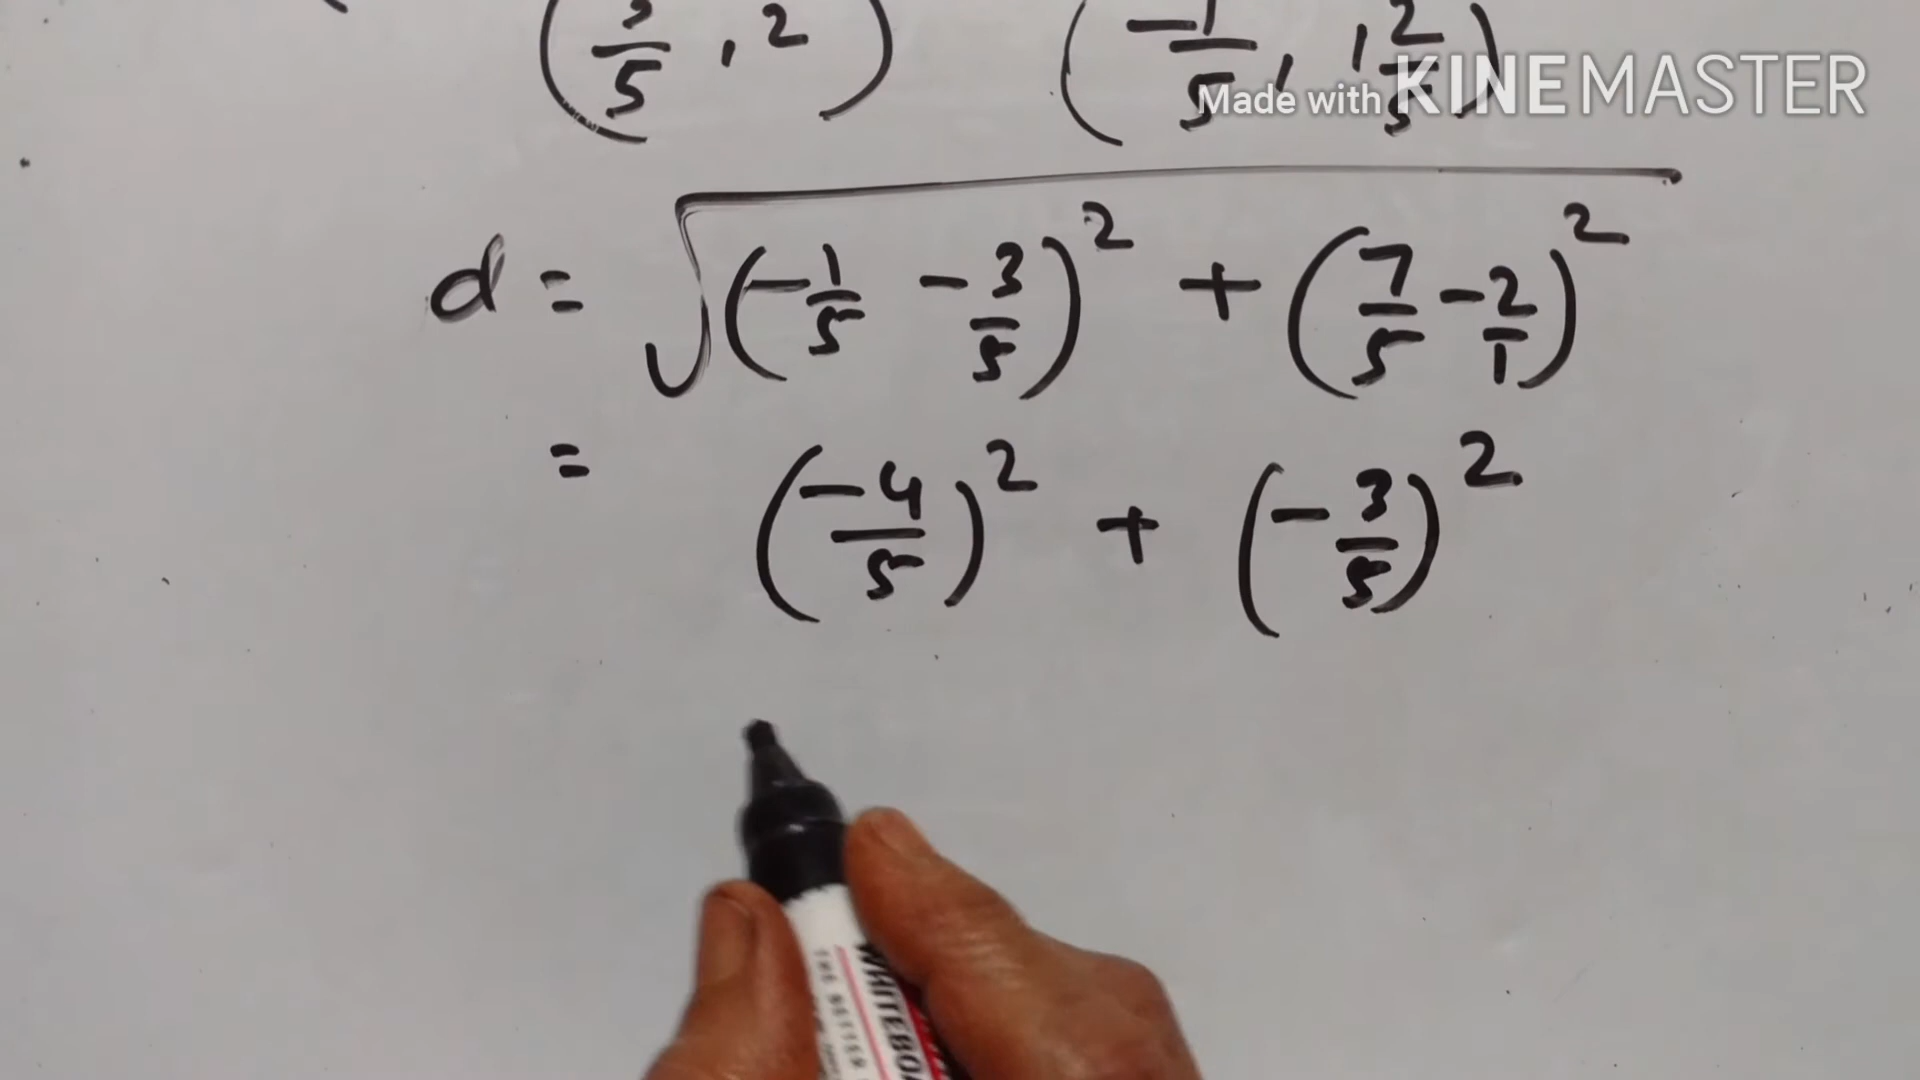 (3/5, 2) (-1/5, 12/5)
Made with KINEMASTER
d = √((-1/5 - 3/5)² + (7/5 - 2/1)²)
= (-4/5)² + (-3/5)²
WHITEBOA